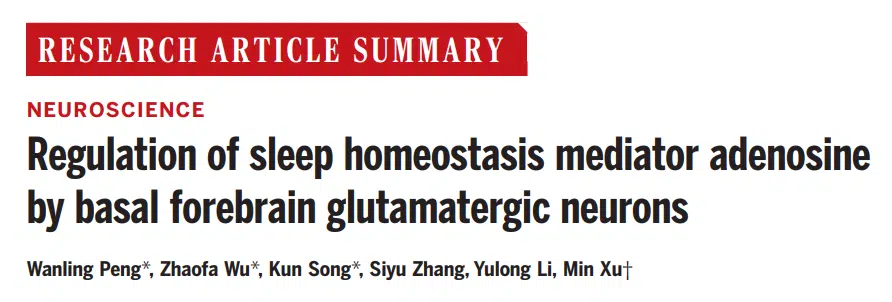 RESEARCH ARTICLE SUMMARY
NEUROSCIENCE
Regulation of sleep homeostasis mediator adenosine
by basal forebrain glutamatergic neurons
Wanling Peng*, Zhaofa Wu*, Kun Song*, Siyu Zhang, Yulong Li, Min Xu†